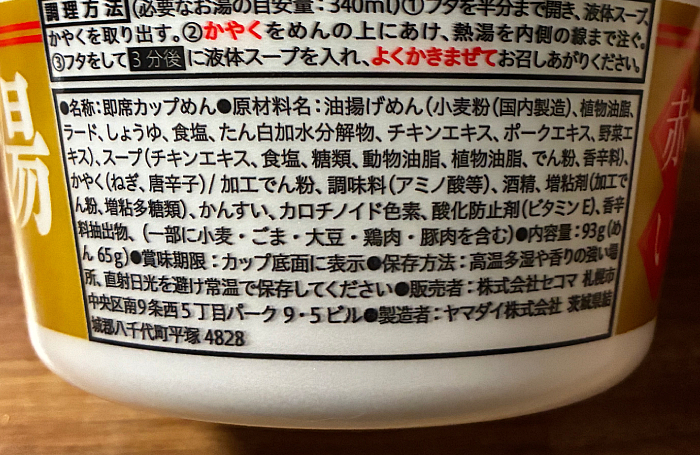 調理方法 (必要なお湯の目安量：340ml)①フタを半分まで開き、液体スープ、
かやくを取り出す。②かやくをめんの上にあけ、熱湯を内側の線まで注ぐ。
③フタをして3分後に液体スープを入れ、よくかきまぜてお召しあがりください。
●名称：即席カップめん●原材料名：油揚げめん(小麦粉(国内製造)、植物油脂、
ラード、しょうゆ、食塩、たん白加水分解物、チキンエキス、ポークエキス、野菜エ
キス)、スープ(チキンエキス、食塩、糖類、動物油脂、植物油脂、でん粉、香辛料)、
かやく(ねぎ、唐辛子)/加工でん粉、調味料(アミノ酸等)、酒精、増粘剤(加工で
ん粉、増粘多糖類)、かんすい、カロチノイド色素、酸化防止剤(ビタミンE)、香辛
料抽出物、(一部に小麦・ごま・大豆・鶏肉・豚肉を含む)●内容量：93g(め
ん65g)●賞味期限：カップ底面に表示●保存方法：高温多湿や香りの強い場
所、直射日光を避け常温で保存してください●販売者：株式会社セコマ 札幌市
中央区南9条西5丁目パーク9・5ビル●製造者：ヤマダイ株式会社 茨城県結
城郡八千代町平塚4828
湯
赤
い